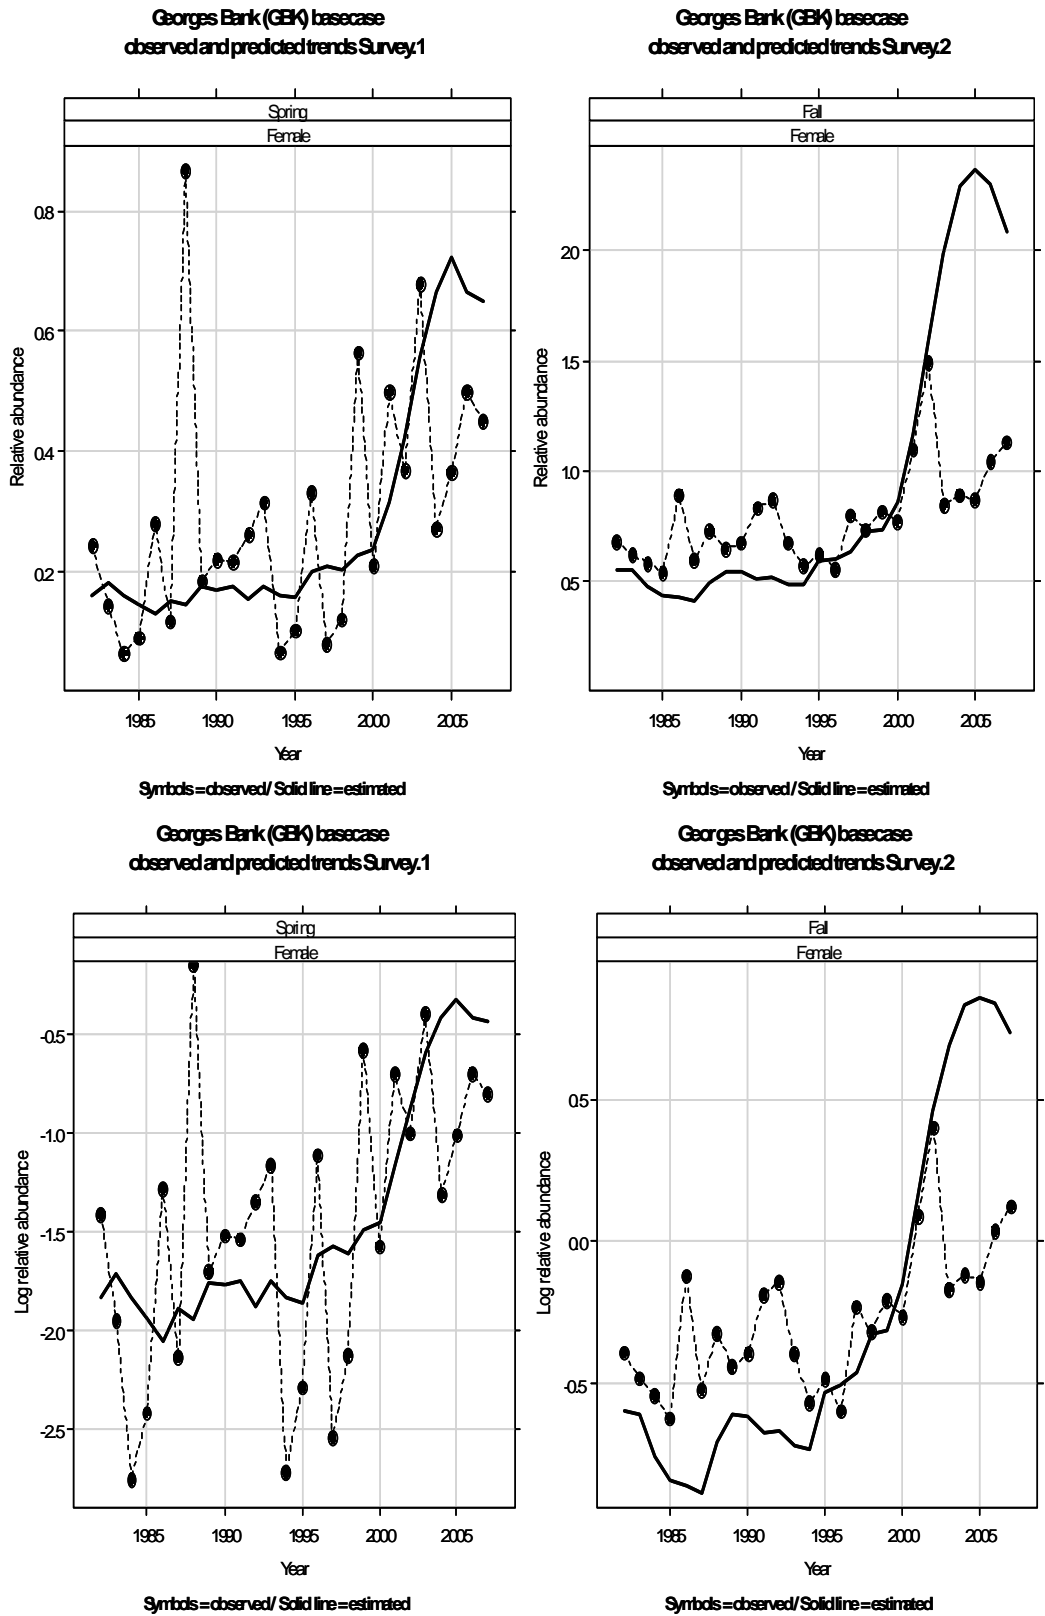 Georges Bank (GBK) basecase
observed and predicted trends Survey.1
Spring
Female
0.8
0.6
0.4
0.2
Relative abundance
1985 1990 1995 2000 2005
Year
Symbols = observed / Solid line = estimated
Georges Bank (GBK) basecase
observed and predicted trends Survey.2
Fall
Female
2.0
1.5
1.0
0.5
Relative abundance
1985 1990 1995 2000 2005
Year
Symbols = observed / Solid line = estimated
Georges Bank (GBK) basecase
observed and predicted trends Survey.1
Spring
Female
-0.5
-1.0
-1.5
-2.0
-2.5
Log relative abundance
1985 1990 1995 2000 2005
Year
Symbols = observed / Solid line = estimated
Georges Bank (GBK) basecase
observed and predicted trends Survey.2
Fall
Female
0.5
0.0
-0.5
Log relative abundance
1985 1990 1995 2000 2005
Year
Symbols = observed / Solid line = estimated